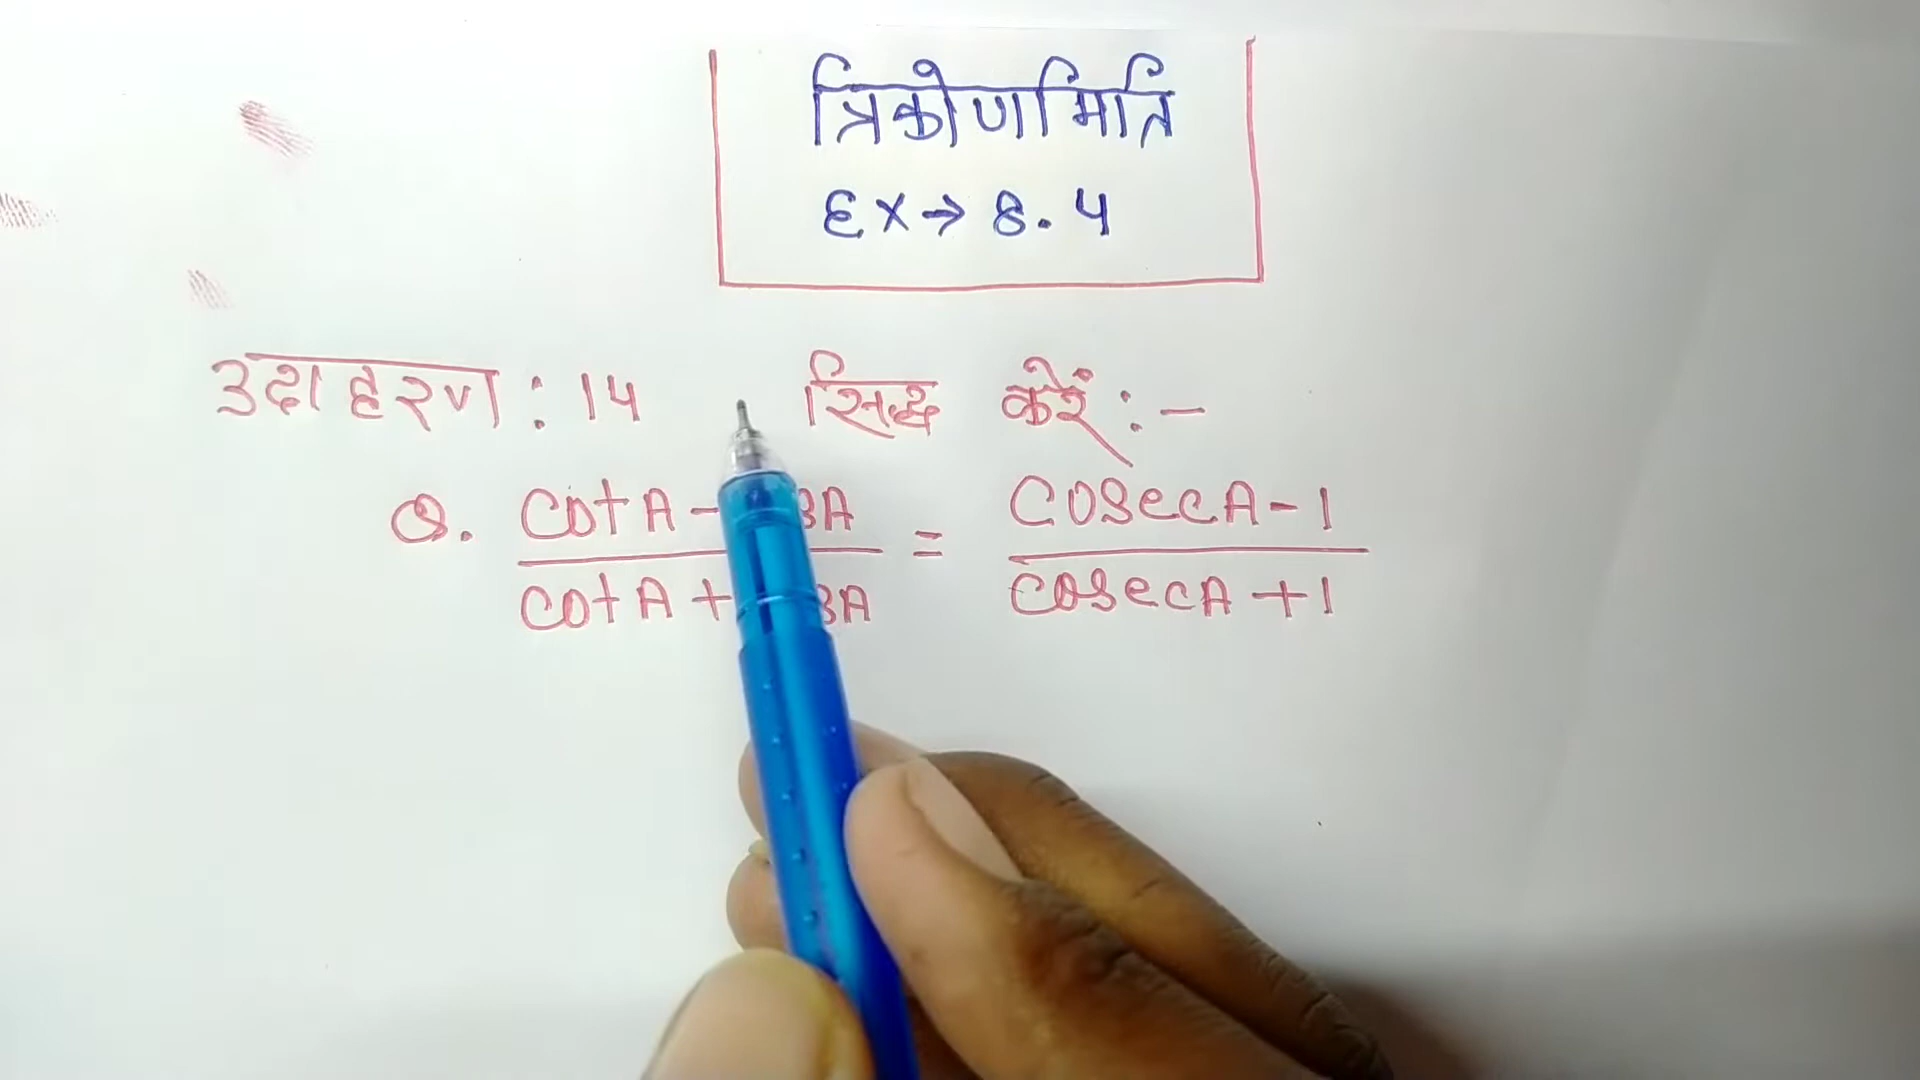 त्रिकोणमिति
Ex → 8.4
उदाहरण : 14 सिद्ध करें :-
Q. CotA - = CosecA - 1
cotA + cosecA + 1